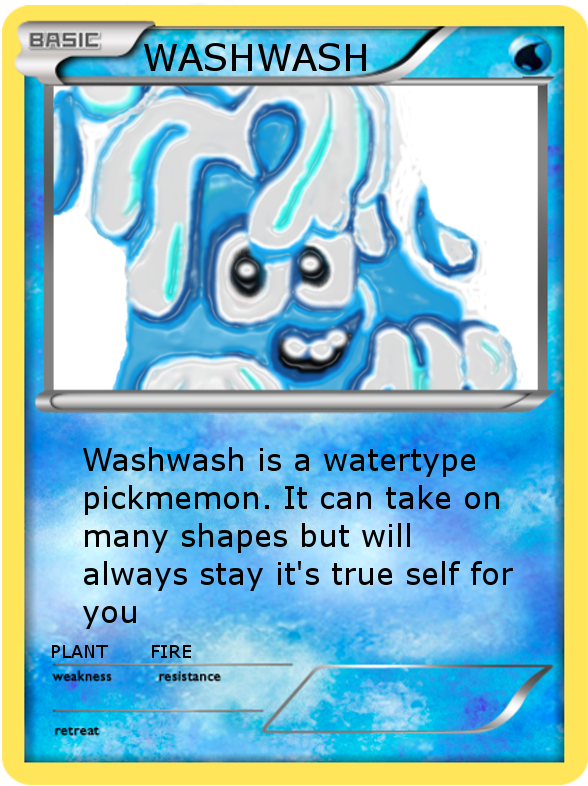 BASIC
WASHWASH
Washwash is a watertype
pickmemon. It can take on
many shapes but will
always stay it's true self for
you
PLANT FIRE
weakness resistance
retreat